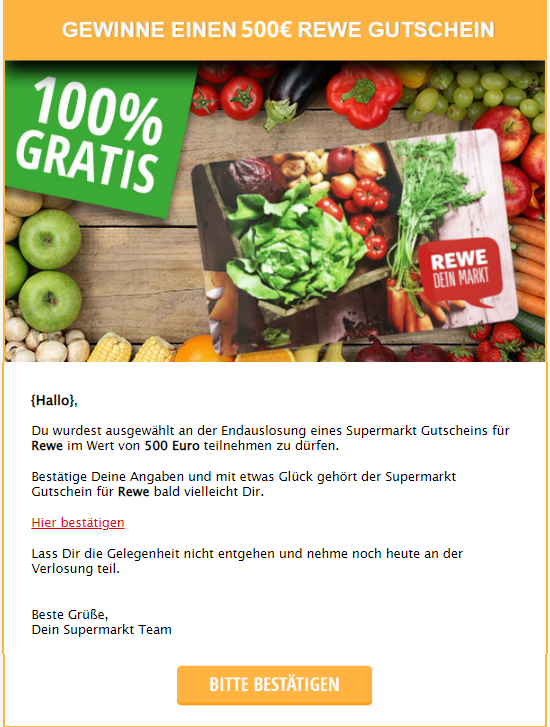 GEWINNE EINEN 500€ REWE GUTSCHEIN
100%
GRATIS
REWE
DEIN MARKT
{Hallo},
Du wurdest ausgewählt an der Endauslosung eines Supermarkt Gutscheins für
Rewe im Wert von 500 Euro teilnehmen zu dürfen.
Bestätige Deine Angaben und mit etwas Glück gehört der Supermarkt
Gutschein für Rewe bald vielleicht Dir.
Hier bestätigen
Lass Dir die Gelegenheit nicht entgehen und nehme noch heute an der
Verlosung teil.
Beste Grüße,
Dein Supermarkt Team
BITTE BESTÄTIGEN